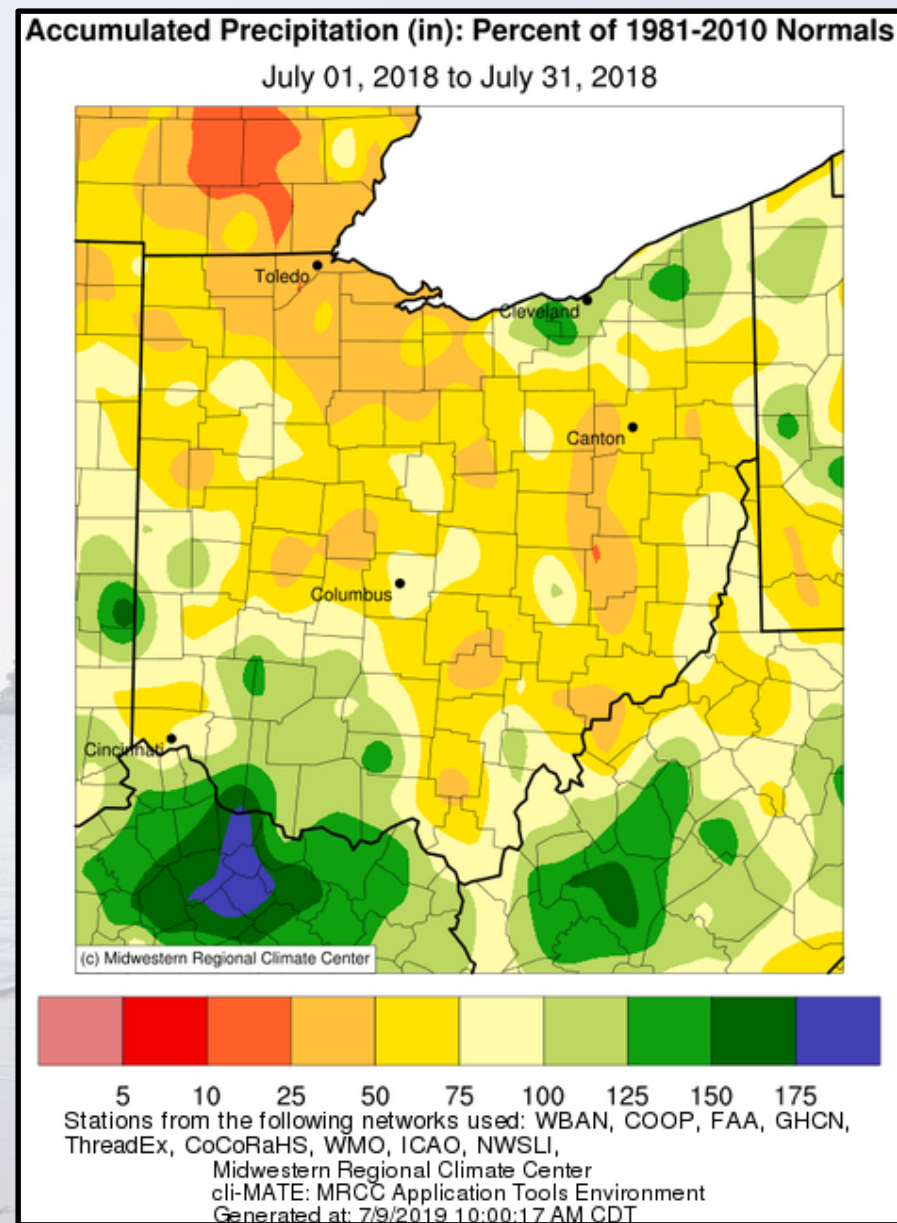 Accumulated Precipitation (in): Percent of 1981-2010 Normals
July 01, 2018 to July 31, 2018
Toledo
Cleveland
Canton
Columbus
Cincinnati
(c) Midwestern Regional Climate Center
5 10 25 50 75 100 125 150 175
Stations from the following networks used: WBAN, COOP, FAA, GHCN,
ThreadEx, CoCoRaHS, WMO, ICAO, NWSLI,
Midwestern Regional Climate Center
cli-MATE: MRCC Application Tools Environment
Generated at: 7/9/2019 10:00:17 AM CDT